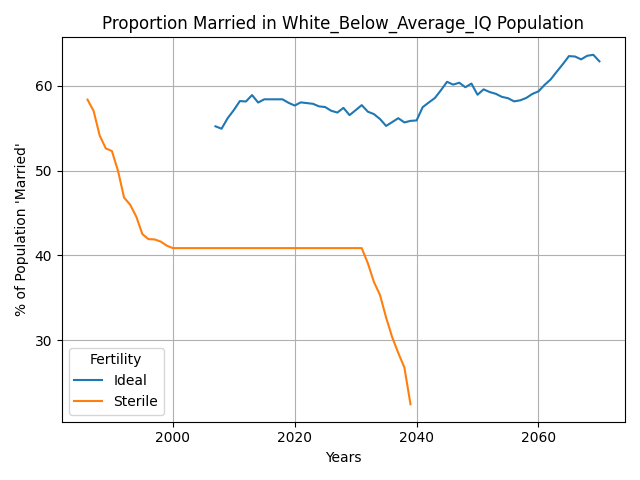 Proportion Married in White_Below_Average_IQ Population
% of Population 'Married'
60
50
40
30
Fertility
Ideal
Sterile
2000
2020
2040
2060
Years